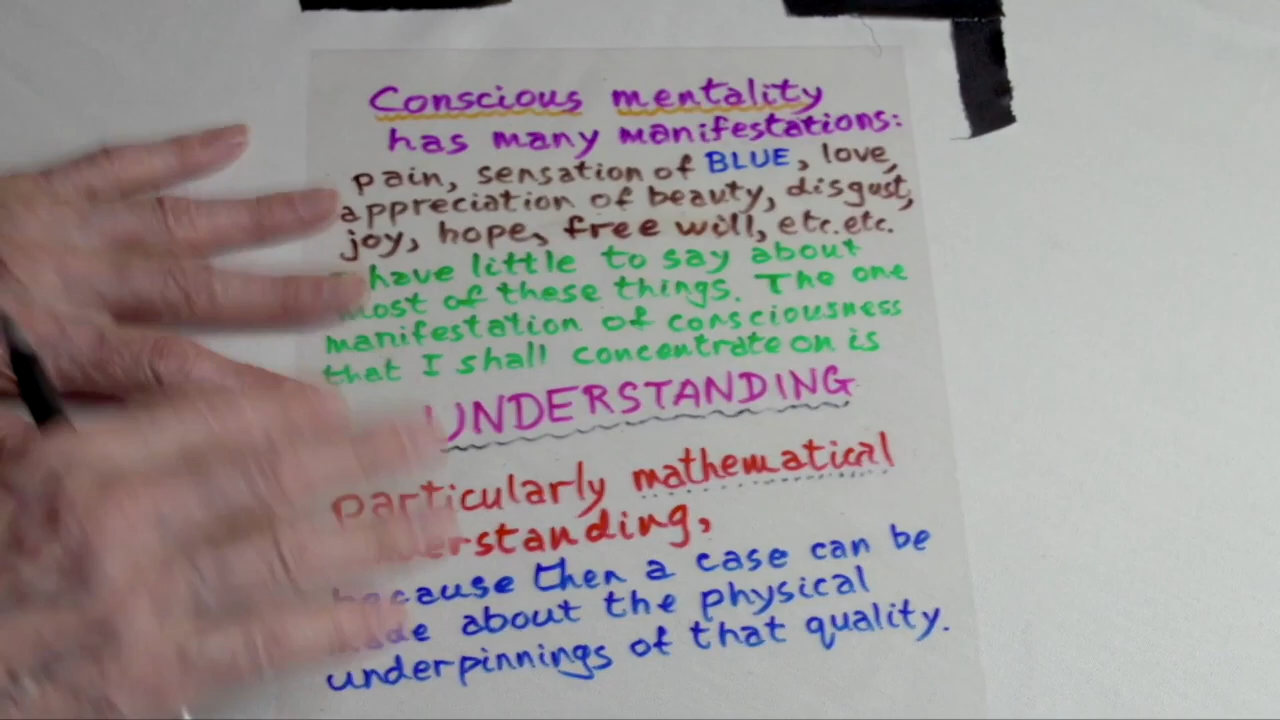 Conscious mentality
has many manifestations:
pain, sensation of BLUE, love,
appreciation of beauty, disgust,
joy, hope, free will, etc. etc.
have little to say about
most of these things. The one
manifestation of consciousness
that I shall concentrate on is
UNDERSTANDING
particularly mathematical
understanding,
because then a case can be
made about the physical
underpinnings of that quality.